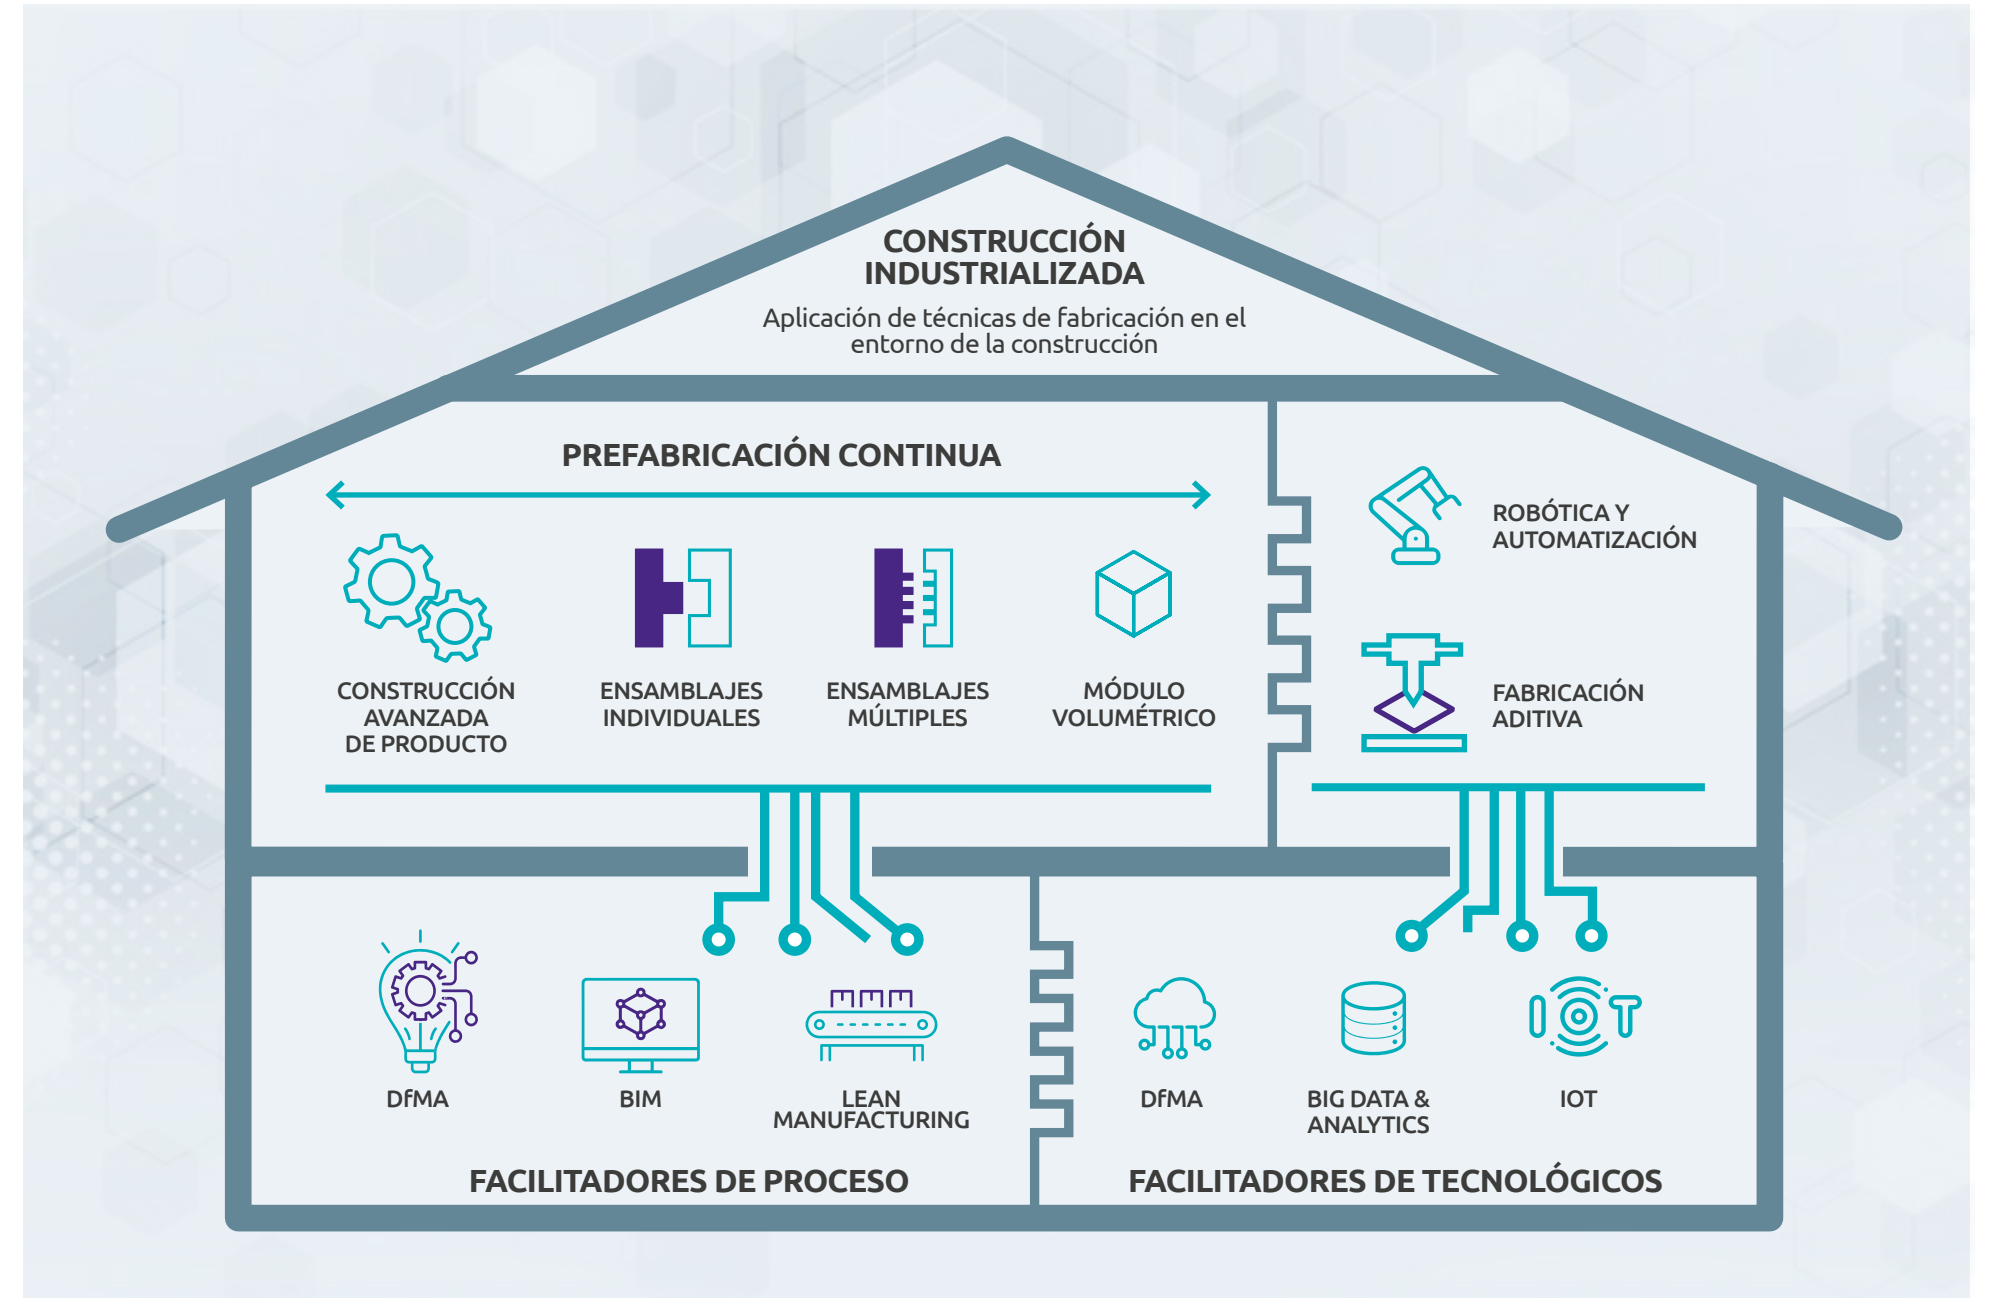 CONSTRUCCIÓN
INDUSTRIALIZADA
Aplicación de técnicas de fabricación en el
entorno de la construcción
PREFABRICACIÓN CONTINUA
CONSTRUCCIÓN
AVANZADA
DE PRODUCTO
ENSAMBLAJES
INDIVIDUALES
ENSAMBLAJES
MÚLTIPLES
MÓDULO
VOLUMÉTRICO
ROBÓTICA Y
AUTOMATIZACIÓN
FABRICACIÓN
ADITIVA
DfMA
BIM
LEAN
MANUFACTURING
FACILITADORES DE PROCESO
DfMA
BIG DATA &
ANALYTICS
IOT
IOT
FACILITADORES DE TECNOLÓGICOS